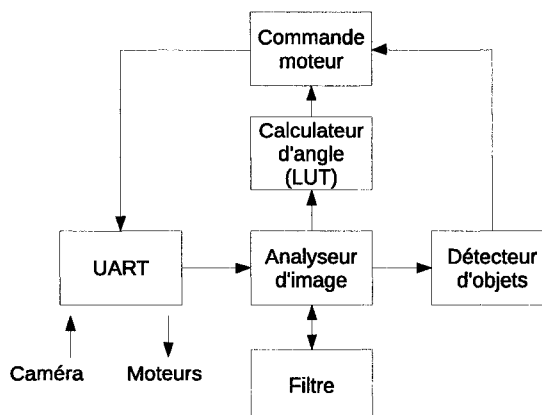 Commande
moteur
Calculateur
d'angle
(LUT)
UART
Analyseur
d'image
Détecteur
d'objets
Caméra
Moteurs
Filtre